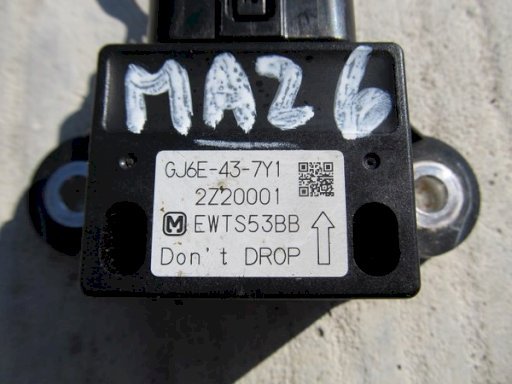 MAZ6
GJ6E-43-7Y1
2Z20001
M EWTS53BB
Don't DROP